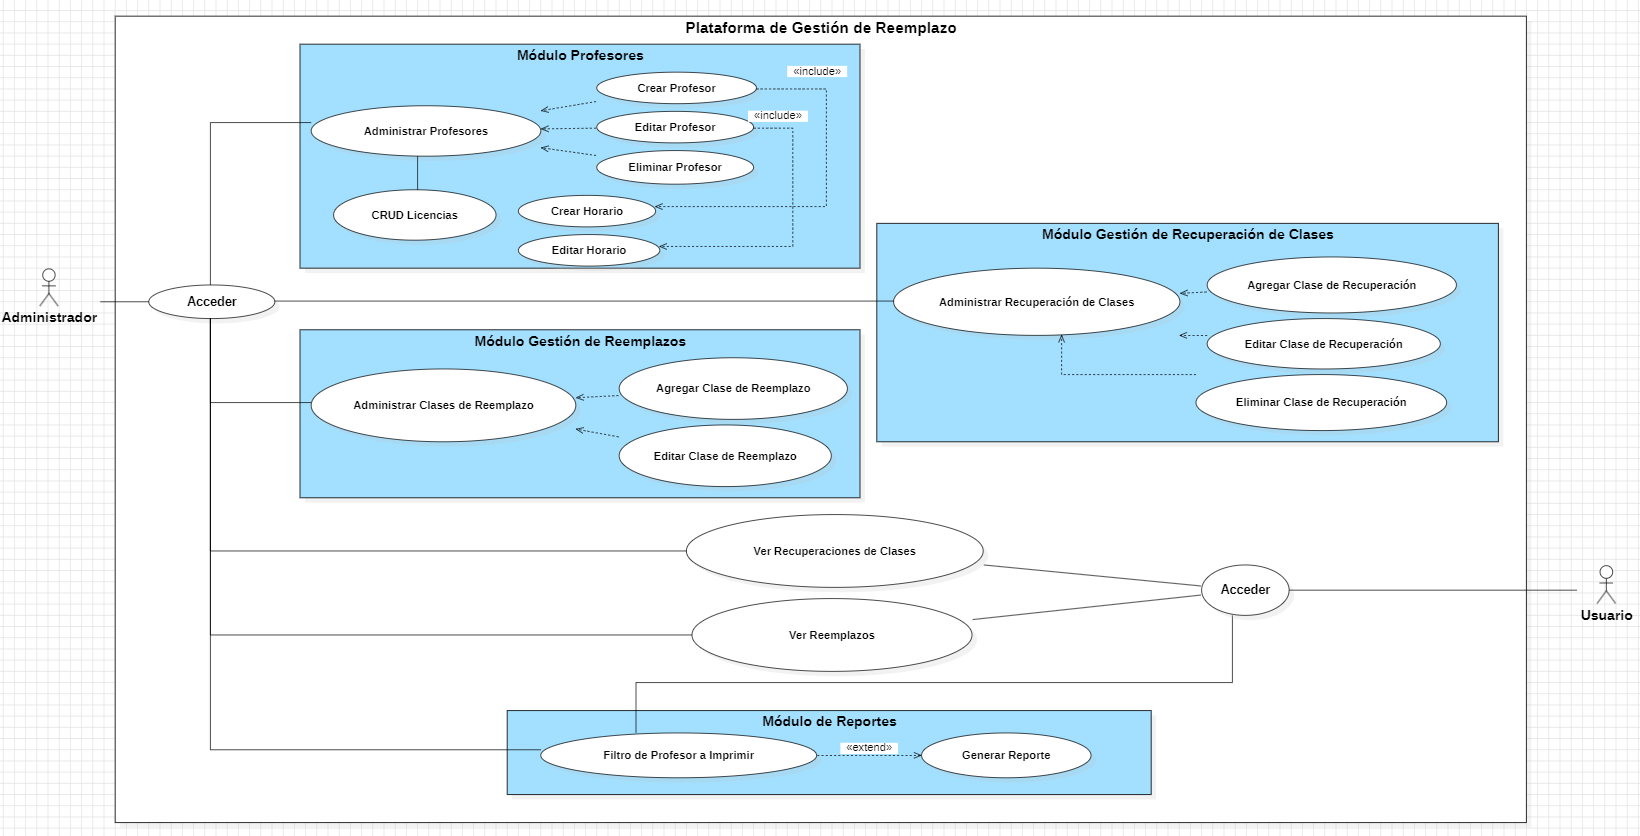 Plataforma de Gestión de Reemplazo
Módulo Profesores
«include»
Crear Profesor
«include»
Editar Profesor
Administrar Profesores
Eliminar Profesor
CRUD Licencias
Crear Horario
Editar Horario
Módulo Gestión de Recuperación de Clases
Agregar Clase de Recuperación
Administrar Recuperación de Clases
Editar Clase de Recuperación
Eliminar Clase de Recuperación
Acceder
Administrador
Módulo Gestión de Reemplazos
Agregar Clase de Reemplazo
Administrar Clases de Reemplazo
Editar Clase de Reemplazo
Ver Recuperaciones de Clases
Acceder
Usuario
Ver Reemplazos
Módulo de Reportes
Filtro de Profesor a Imprimir
«extend»
Generar Reporte